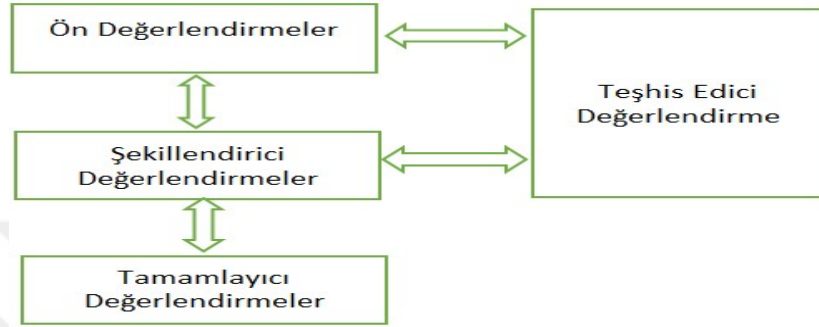 Ön Değerlendirmeler
Teşhis Edici
Değerlendirme
Şekillendirici
Değerlendirmeler
Tamamlayıcı
Değerlendirmeler